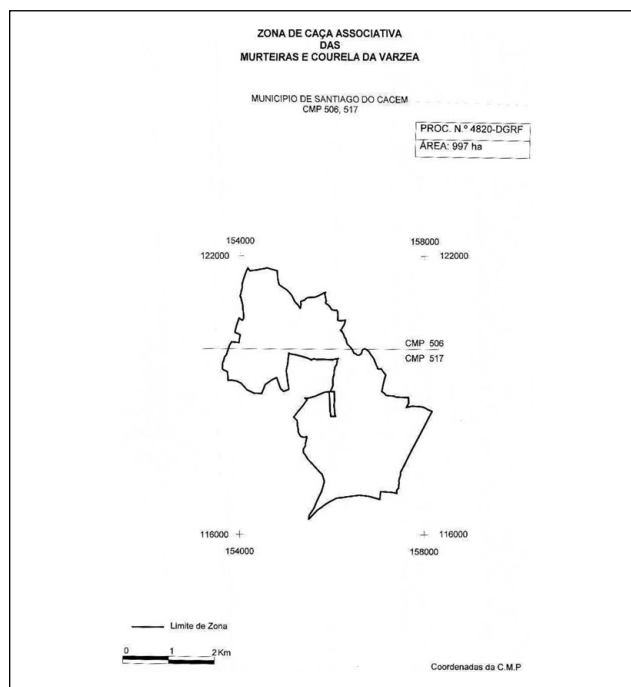 ZONA DE CAÇA ASSOCIATIVA
DAS
MURTEIRAS E COURELA DA VARZEA
MUNICIPIO DE SANTIAGO DO CACEM
CMP 506, 517
PROC. N.º 4820-DGRF
ÁREA: 997 ha
154000
158000
122000
122000
CMP 506
CMP 517
116000
116000
154000
158000
Limite de Zona
0 1 2 Km
Coordenadas da C.M.P